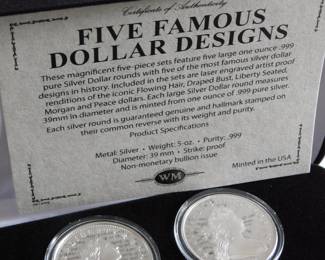 Certificate of Authenticity
FIVE FAMOUS
DOLLAR DESIGNS
These magnificent five-piece sets feature five large one ounce .999
pure Silver Dollar rounds with five of the most famous silver dollar
designs in history. Included in the sets are laser engraved artist proof
renditions of the iconic Flowing Hair, Draped Bust, Liberty Seated,
Morgan and Peace dollars. Each large Silver Dollar round measures
39mm in diameter and is minted from one ounce of .999 pure silver.
Each silver round is guaranteed genuine and hallmark stamped on
their common reverse with its weight and purity.
Product Specifications
Metal: Silver • Weight: 5 oz. • Purity: .999
Diameter: 39 mm • Strike: proof
Non-monetary bullion issue
Minted in the USA
WM